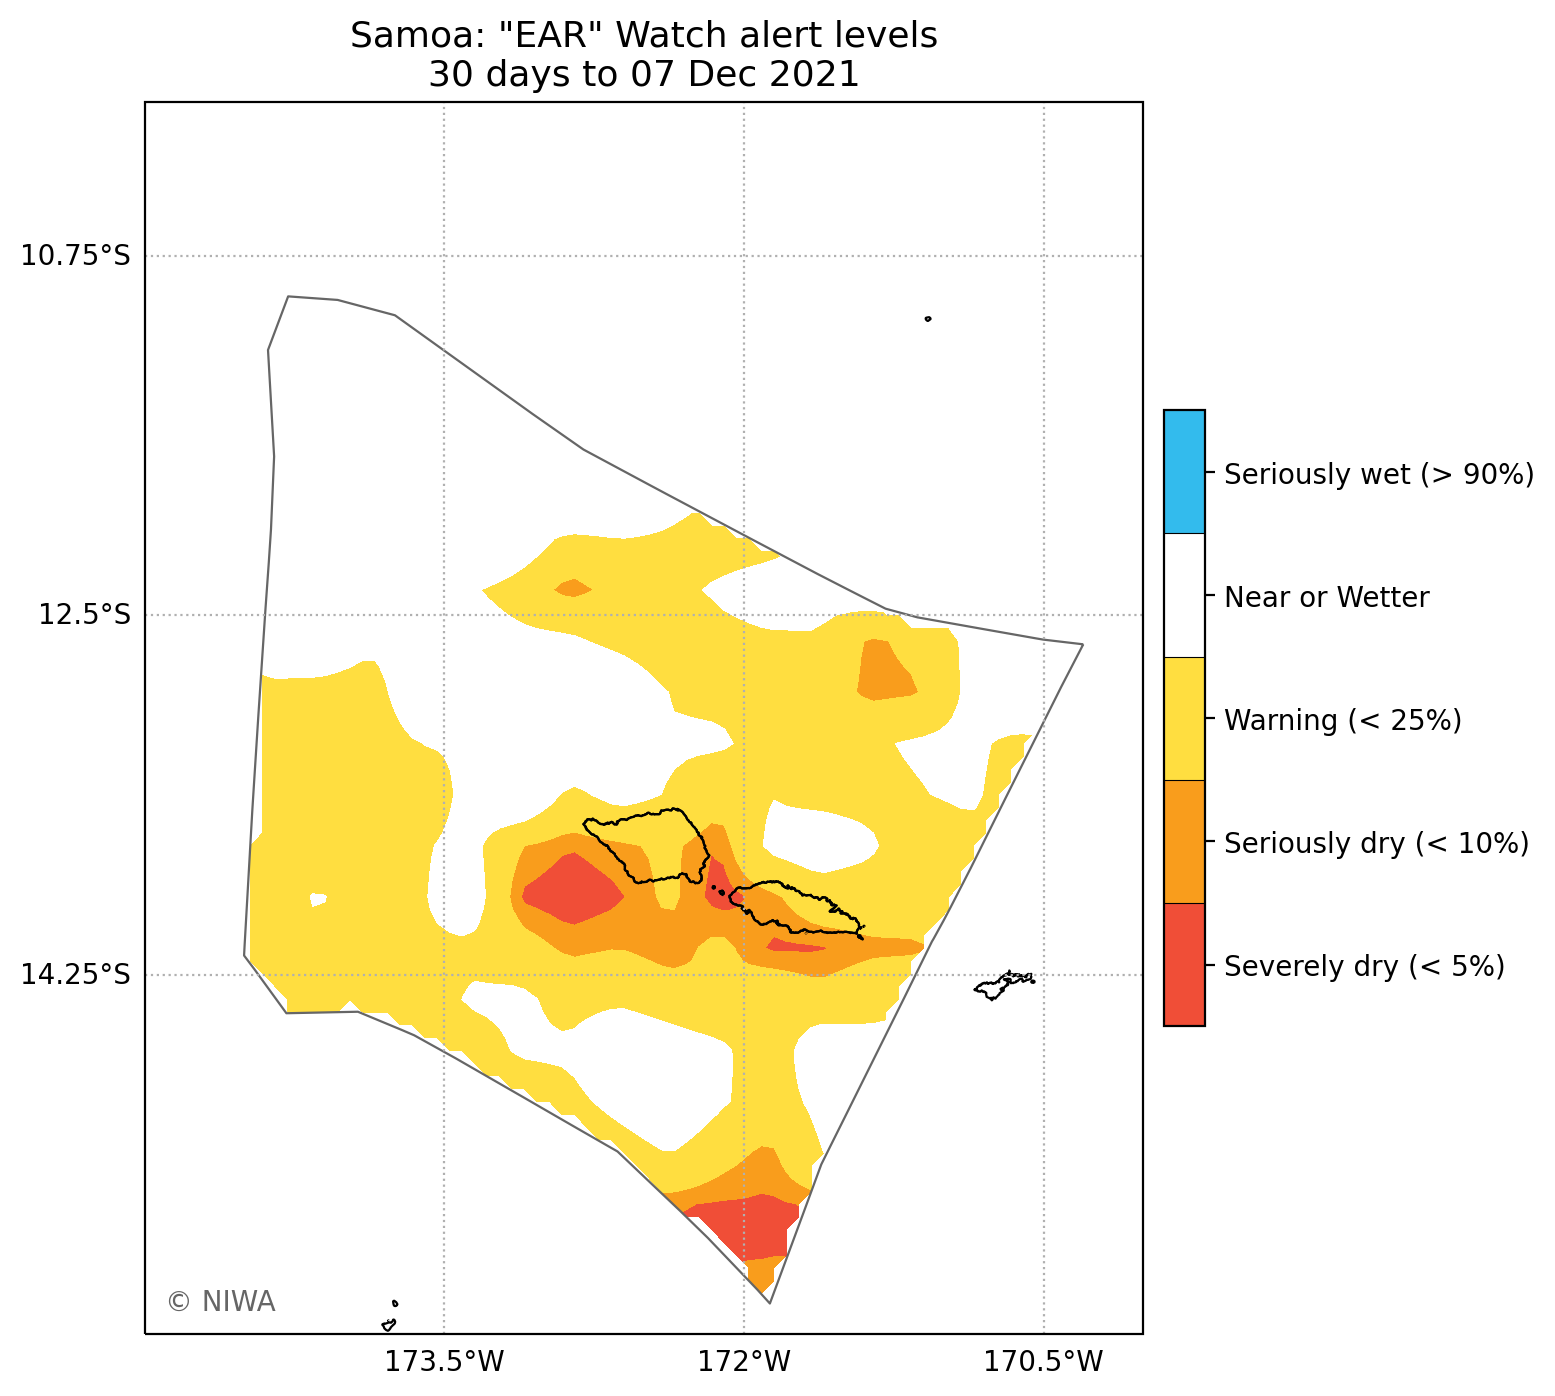 Samoa: "EAR" Watch alert levels
30 days to 07 Dec 2021
10.75°S
12.5°S
14.25°S
173.5°W
172°W
170.5°W
Seriously wet (> 90%)
Near or Wetter
Warning (< 25%)
Seriously dry (< 10%)
Severely dry (< 5%)
© NIWA